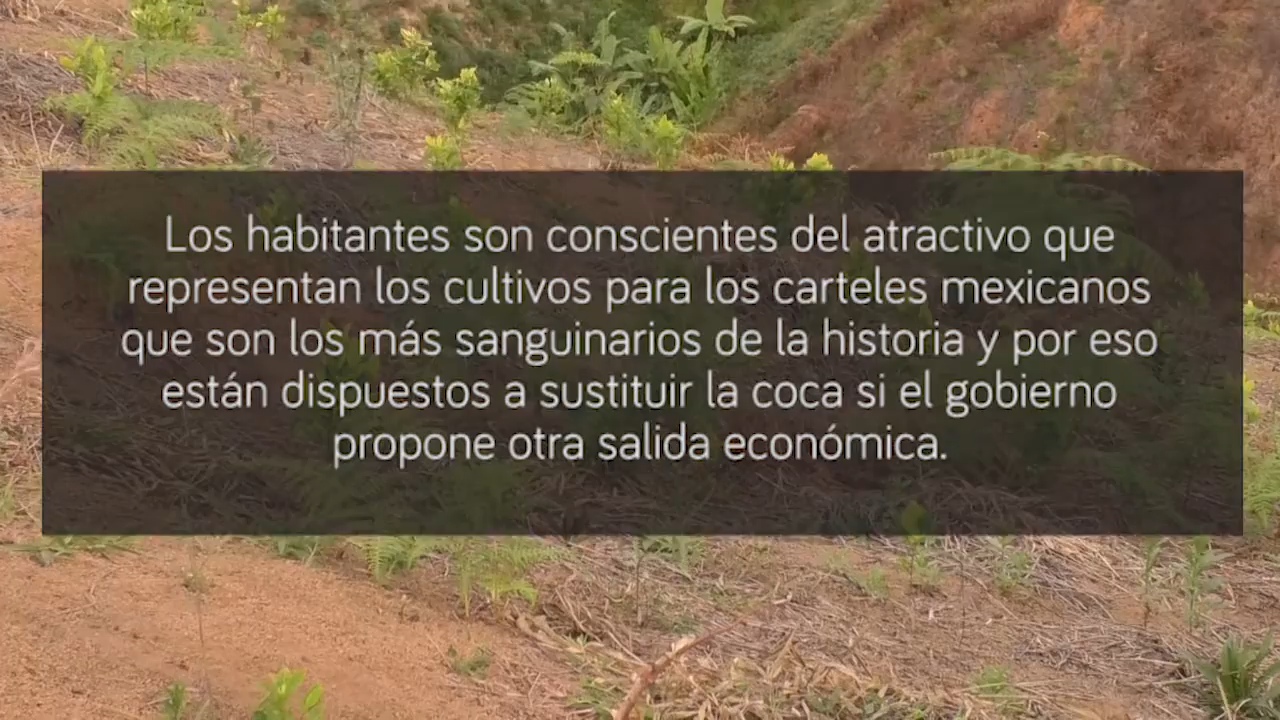 Los habitantes son conscientes del atractivo que
representan los cultivos para los carteles mexicanos
que son los más sanguinarios de la historia y por eso
están dispuestos a sustituir la coca si el gobierno
propone otra salida económica.